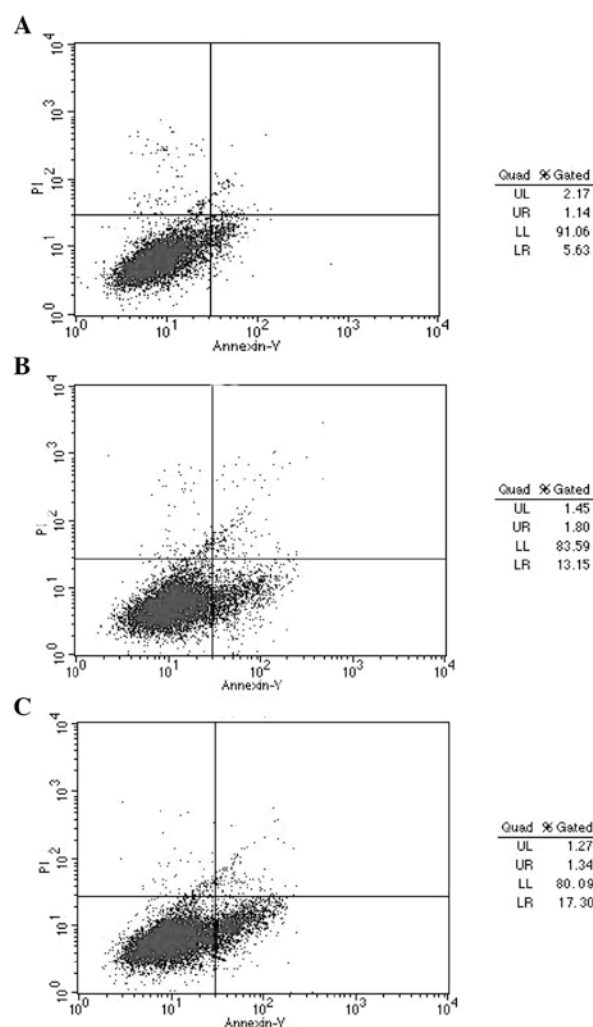 A
10^4
10^3
10^2
10^1
10^0
PI
10^0 10^1 10^2 10^3 10^4
Annexin-Y
Quad % Gated
UL 2.17
UR 1.14
LL 91.06
LR 5.63
B
10^4
10^3
10^2
10^1
10^0
PI
10^0 10^1 10^2 10^3 10^4
Annexin-Y
Quad % Gated
UL 1.45
UR 1.80
LL 83.59
LR 13.15
C
10^4
10^3
10^2
10^1
10^0
PI
10^0 10^1 10^2 10^3 10^4
Annexin-Y
Quad % Gated
UL 1.27
UR 1.34
LL 80.09
LR 17.30